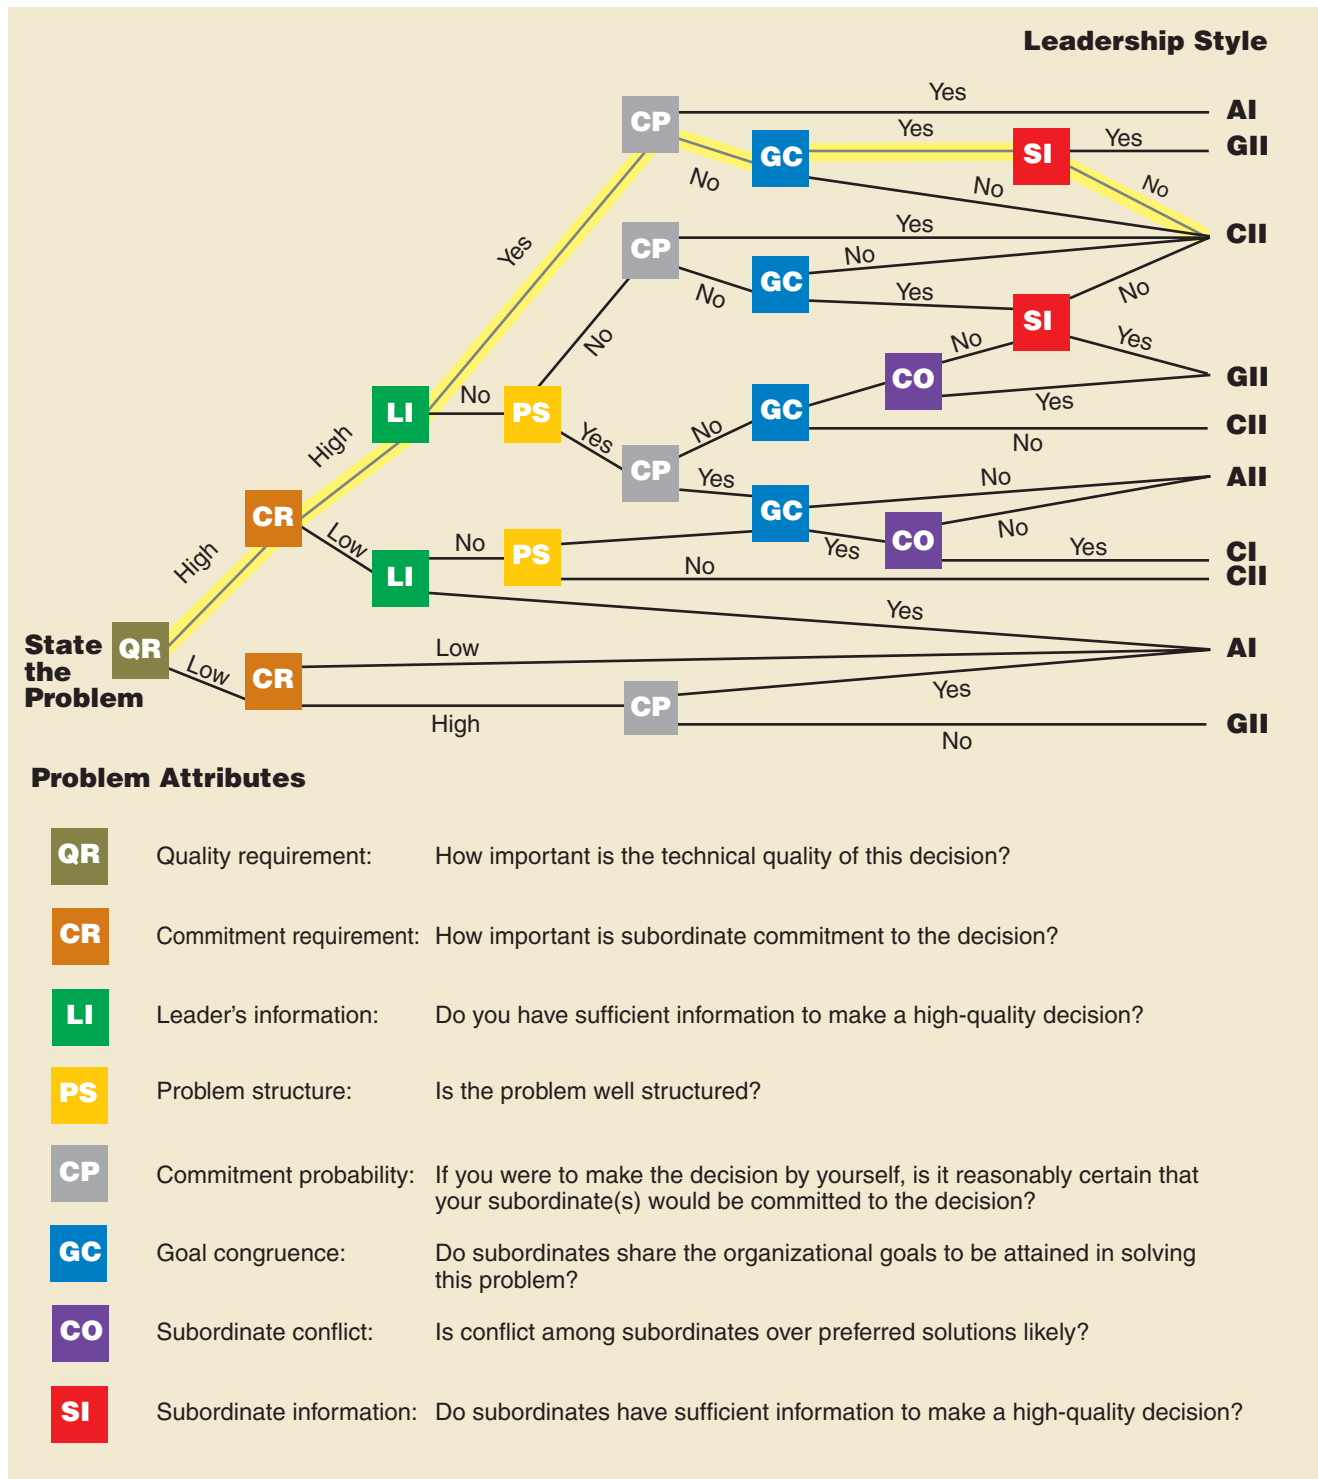 Leadership Style
Yes
AI
CP
Yes
GC
SI
Yes
GII
No
No
No
Yes
CP
Yes
CII
No
GC
No
Yes
No
SI
No
No
Yes
CO
GII
Yes
LI
No
PS
GC
CII
No
High
Yes
No
CP
Yes
No
AII
CR
GC
CO
No
Low
No
PS
Yes
Yes
CI
No
CII
High
LI
Yes
State
the
Problem
QR
Low
Low
AI
CR
CP
Yes
High
GII
No
Problem Attributes
QR Quality requirement: How important is the technical quality of this decision?
CR Commitment requirement: How important is subordinate commitment to the decision?
LI Leader's information: Do you have sufficient information to make a high-quality decision?
PS Problem structure: Is the problem well structured?
CP Commitment probability: If you were to make the decision by yourself, is it reasonably certain that
your subordinate(s) would be committed to the decision?
GC Goal congruence: Do subordinates share the organizational goals to be attained in solving
this problem?
CO Subordinate conflict: Is conflict among subordinates over preferred solutions likely?
SI Subordinate information: Do subordinates have sufficient information to make a high-quality decision?